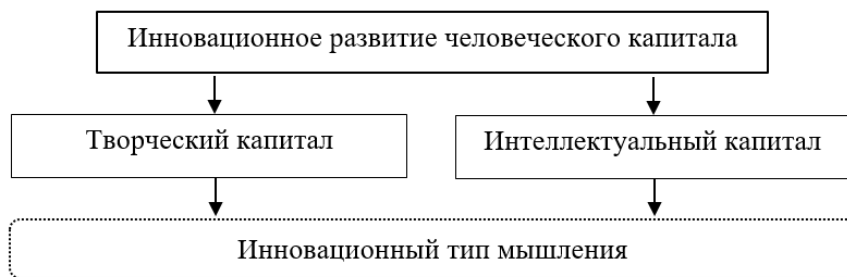 Инновационное развитие человеческого капитала
Творческий капитал
Интеллектуальный капитал
Инновационный тип мышления